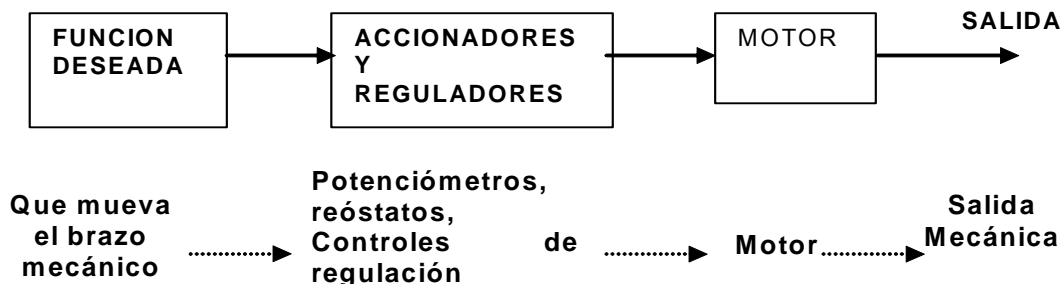 FUNCION
DESEADA
ACCIONADORES
Y
REGULADORES
MOTOR
SALIDA
Que mueva
el brazo
mecánico
Potenciómetros,
reóstatos,
Controles de
regulación
Motor
Salida
Mecánica